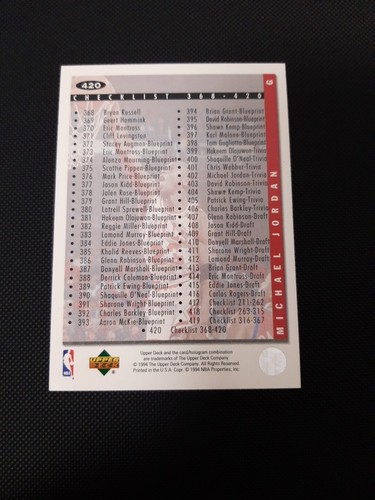 420
CHECKLIST 368-420
368 Bryon Russell
369 Geert Hammink
370 Eric Montross
371 Cliff Levingston
372 Stacey Augmon-Blueprint
373 Eric Montross-Blueprint
374 Alonzo Mourning-Blueprint
375 Scottie Pippen-Blueprint
376 Mark Price-Blueprint
377 Jason Kidd-Blueprint
378 Jalen Rose-Blueprint
379 Grant Hill-Blueprint
380 Latrell Sprewell-Blueprint
381 Hakeem Olajuwon-Blueprint
382 Reggie Miller-Blueprint
383 Lamond Murray-Blueprint
384 Eddie Jones-Blueprint
385 Khalid Reeves-Blueprint
386 Glenn Robinson-Blueprint
387 Donyell Marshall-Blueprint
388 Derrick Coleman-Blueprint
389 Patrick Ewing-Blueprint
390 Shaquille O'Neal-Blueprint
391 Sharone Wright-Blueprint
392 Charles Barkley-Blueprint
393 Aaron McKie-Blueprint
394 Brian Grant-Blueprint
395 David Robinson-Blueprint
396 Shawn Kemp-Blueprint
397 Karl Malone-Blueprint
398 Tom Gugliotta-Blueprint
399 Hakeem Olajuwon-Trivia
400 Shaquille O'Neal-Trivia
401 Chris Webber-Trivia
402 Michael Jordan-Trivia
403 David Robinson-Trivia
404 Shawn Kemp-Trivia
405 Patrick Ewing-Trivia
406 Charles Barkley-Trivia
407 Glenn Robinson-Draft
408 Jason Kidd-Draft
409 Grant Hill-Draft
410 Donyell Marshall-Draft
411 Sharone Wright-Draft
412 Lamond Murray-Draft
413 Brian Grant-Draft
414 Eric Montross-Draft
415 Eddie Jones-Draft
416 Carlos Rogers-Draft
417 Checklist 211-262
418 Checklist 263-315
419 Checklist 316-367
420 Checklist 368-420
MICHAEL JORDAN G
NBA
UPPER DECK
Upper Deck and the card/hologram combination
are trademarks of The Upper Deck Company.
© 1994 The Upper Deck Company. All Rights Reserved.
Printed in the U.S.A. Copr. © 1994 NBA Properties, Inc.